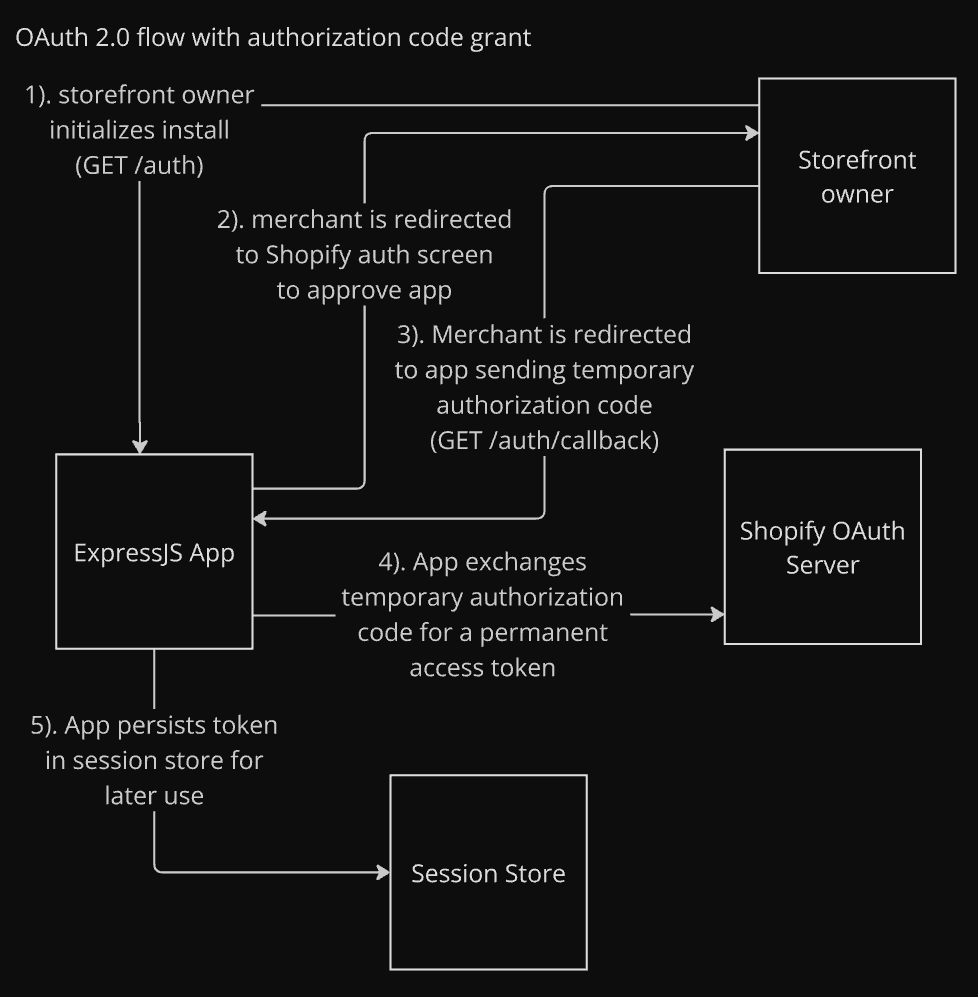 OAuth 2.0 flow with authorization code grant
1). storefront owner
initializes install
(GET /auth)
Storefront
owner
2). merchant is redirected
to Shopify auth screen
to approve app
3). Merchant is redirected
to app sending temporary
authorization code
(GET /auth/callback)
ExpressJS App
Shopify OAuth
Server
4). App exchanges
temporary authorization
code for a permanent
access token
5). App persists token
in session store for
later use
Session Store